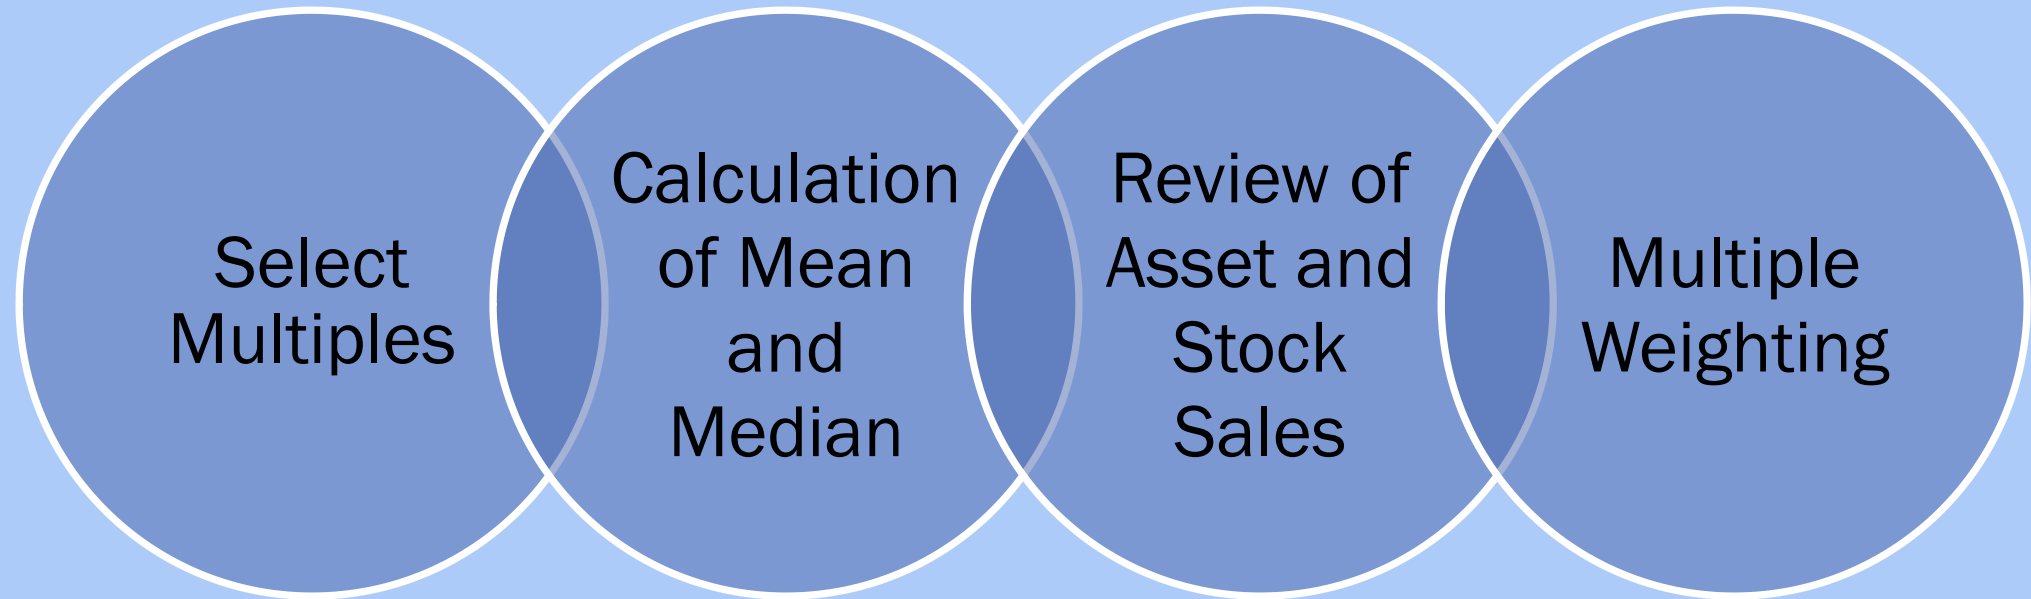 Select
Multiples
Calculation
of Mean
and
Median
Review of
Asset and
Stock
Sales
Multiple
Weighting